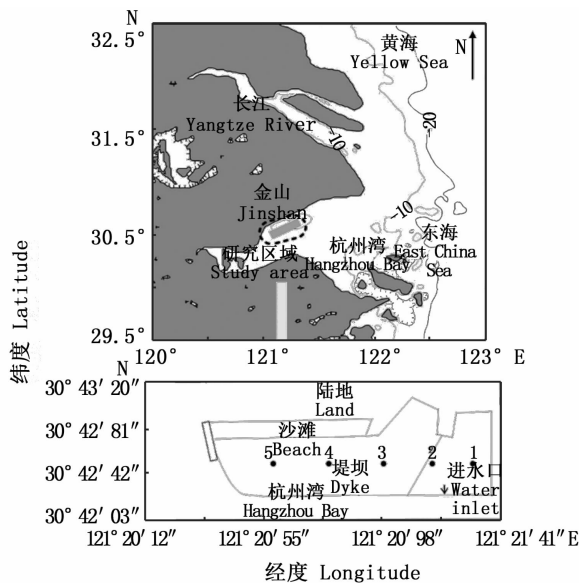 N
32.5°
黄海
Yellow Sea
N
长江
Yangtze River
-10
-20
31.5°
金山
Jinshan
-10
30.5°
研究区域
Study area
杭州湾
Hangzhou Bay
东海
East China
Sea
29.5°
120°
121°
122°
123° E
纬度 Latitude
N
30° 43′ 20″
陆地
Land
30° 42′ 81″
沙滩
Beach
5
4
3
2
1
堤坝
Dyke
进水口
Water
inlet
30° 42′ 42″
杭州湾
Hangzhou Bay
30° 42′ 03″
121° 20′ 12″
121° 20′ 55″
121° 20′ 98″
121° 21′ 41″E
经度 Longitude